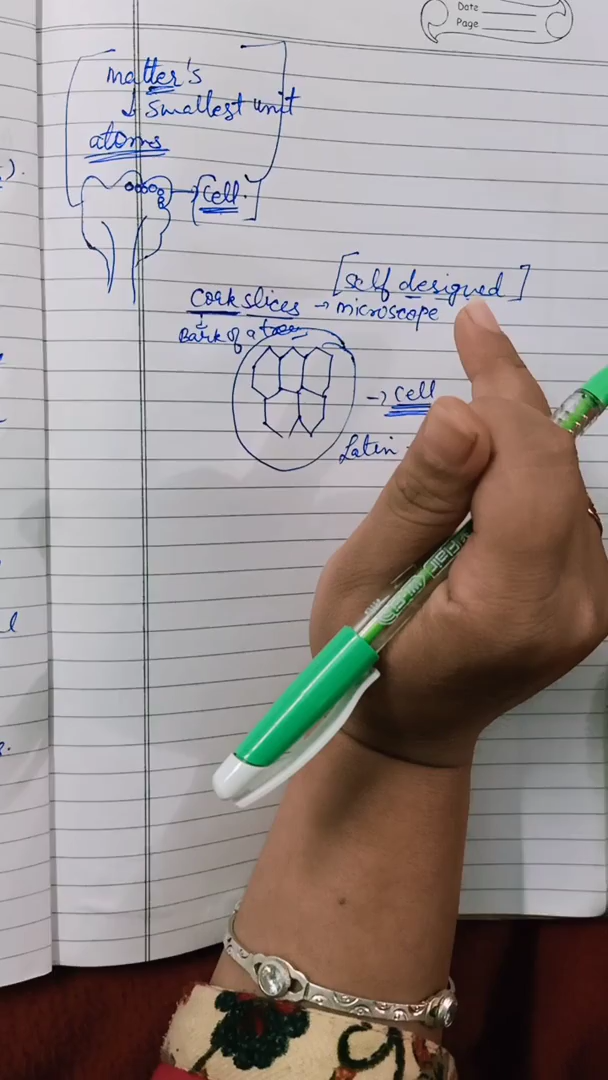 Date
Page
matter's
↓ smallest unit
atoms
[Cell.]
[self designed]
cork slices → microscope
↓
Bark of a tree
→ cell
Latin